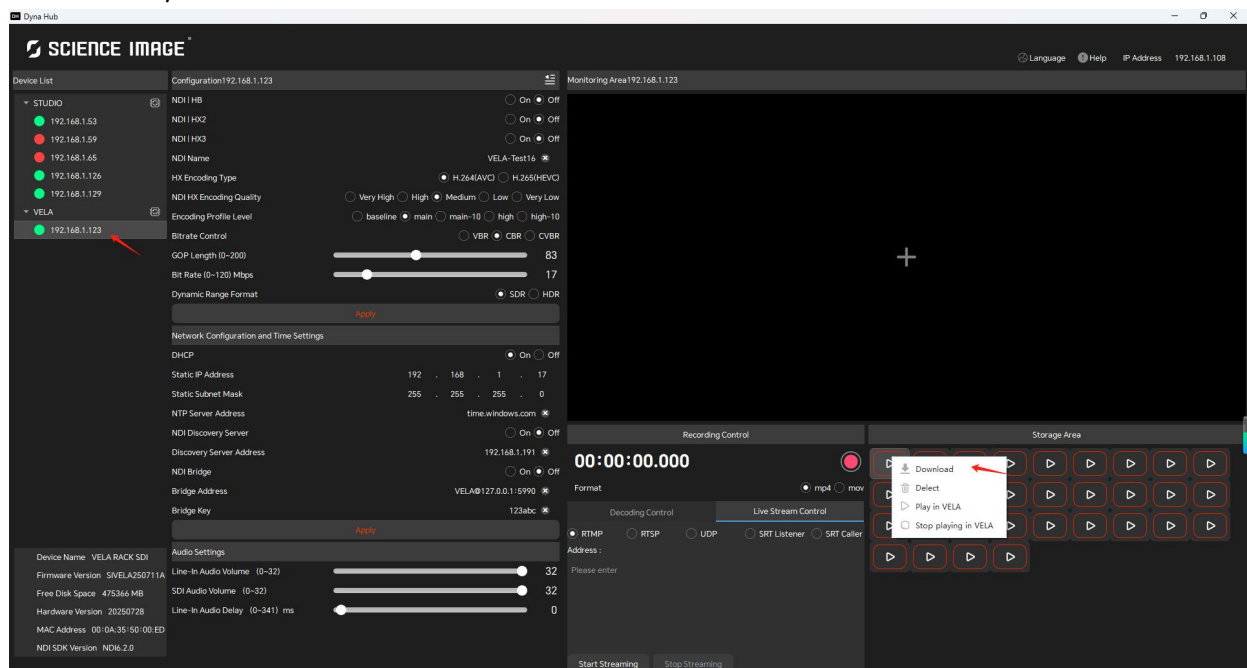 DH Dyna Hub
SCIENCE IMAGE
Language Help IP Address 192.168.1.108
Device List
STUDIO
192.168.1.53
192.168.1.59
192.168.1.65
192.168.1.126
192.168.1.129
VELA
192.168.1.123
Device Name VELA RACK SDI
Firmware Version SIVELA250711A
Free Disk Space 475366 MB
Hardware Version 20250728
MAC Address 00:0A:35:50:00:ED
NDI SDK Version NDI6.2.0
Configuration192.168.1.123
NDI | HB On Off
NDI | HX2 On Off
NDI | HX3 On Off
NDI Name VELA-Test16
HX Encoding Type H.264(AVC) H.265(HEVC)
NDI HX Encoding Quality Very High High Medium Low Very Low
Encoding Profile Level baseline main main-10 high high-10
Bitrate Control VBR CBR CVBR
GOP Length (0~200) 83
Bit Rate (0~120) Mbps 17
Dynamic Range Format SDR HDR
Apply
Network Configuration and Time Settings
DHCP On Off
Static IP Address 192 . 168 . 1 . 17
Static Subnet Mask 255 . 255 . 255 . 0
NTP Server Address time.windows.com
NDI Discovery Server On Off
Discovery Server Address 192.168.1.191
NDI Bridge On Off
Bridge Address VELA@127.0.0.1:5990
Bridge Key 123abc
Apply
Audio Settings
Line-In Audio Volume (0~32) 32
SDI Audio Volume (0~32) 32
Line-In Audio Delay (0~341) ms 0
Monitoring Area192.168.1.123
Recording Control
00:00:00.000
Format mp4 mov
Decoding Control Live Stream Control
RTMP RTSP UDP SRT Listener SRT Caller
Address :
Please enter
Start Streaming Stop Streaming
Storage Area
Download
Delect
Play in VELA
Stop playing in VELA